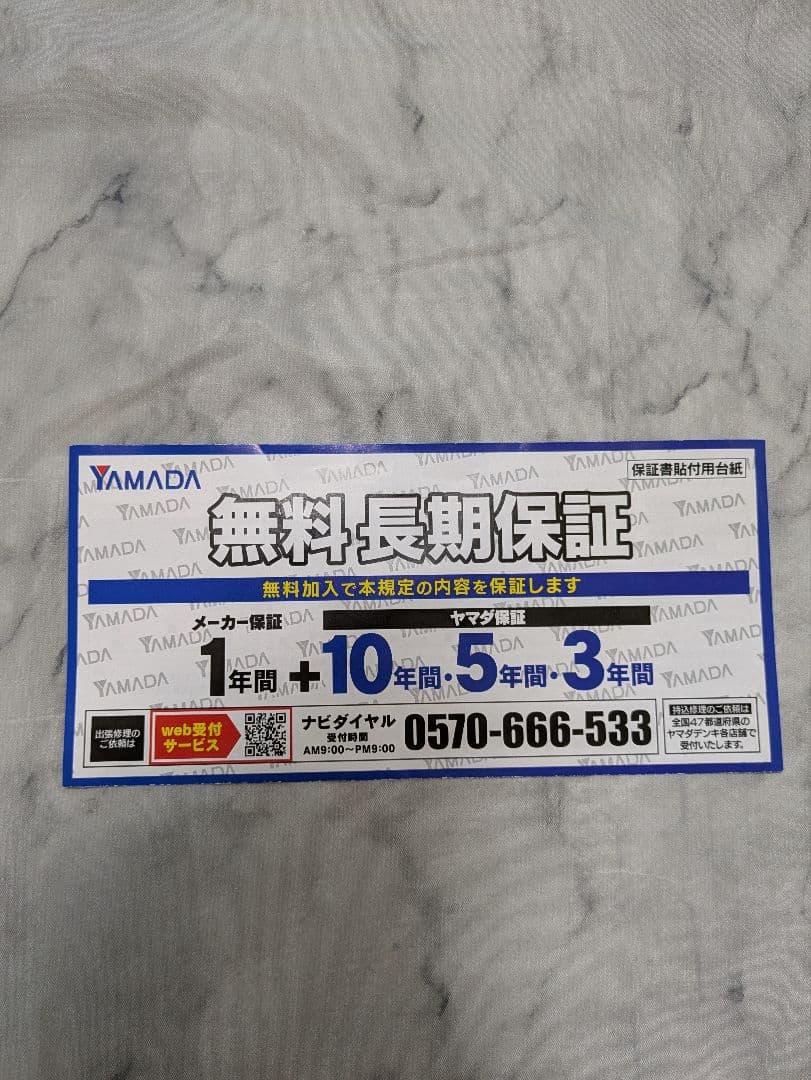 YAMADA
保証書貼付用台紙
無料長期保証
無料加入で本規定の内容を保証します
メーカー保証
1年間
+
ヤマダ保証
10年間・5年間・3年間
出張修理の
ご依頼は
web受付
サービス
ナビダイヤル
受付時間
AM9:00〜PM9:00
0570-666-533
持込修理のご依頼は
全国47都道府県の
ヤマダデンキ各店舗で
受付いたします。